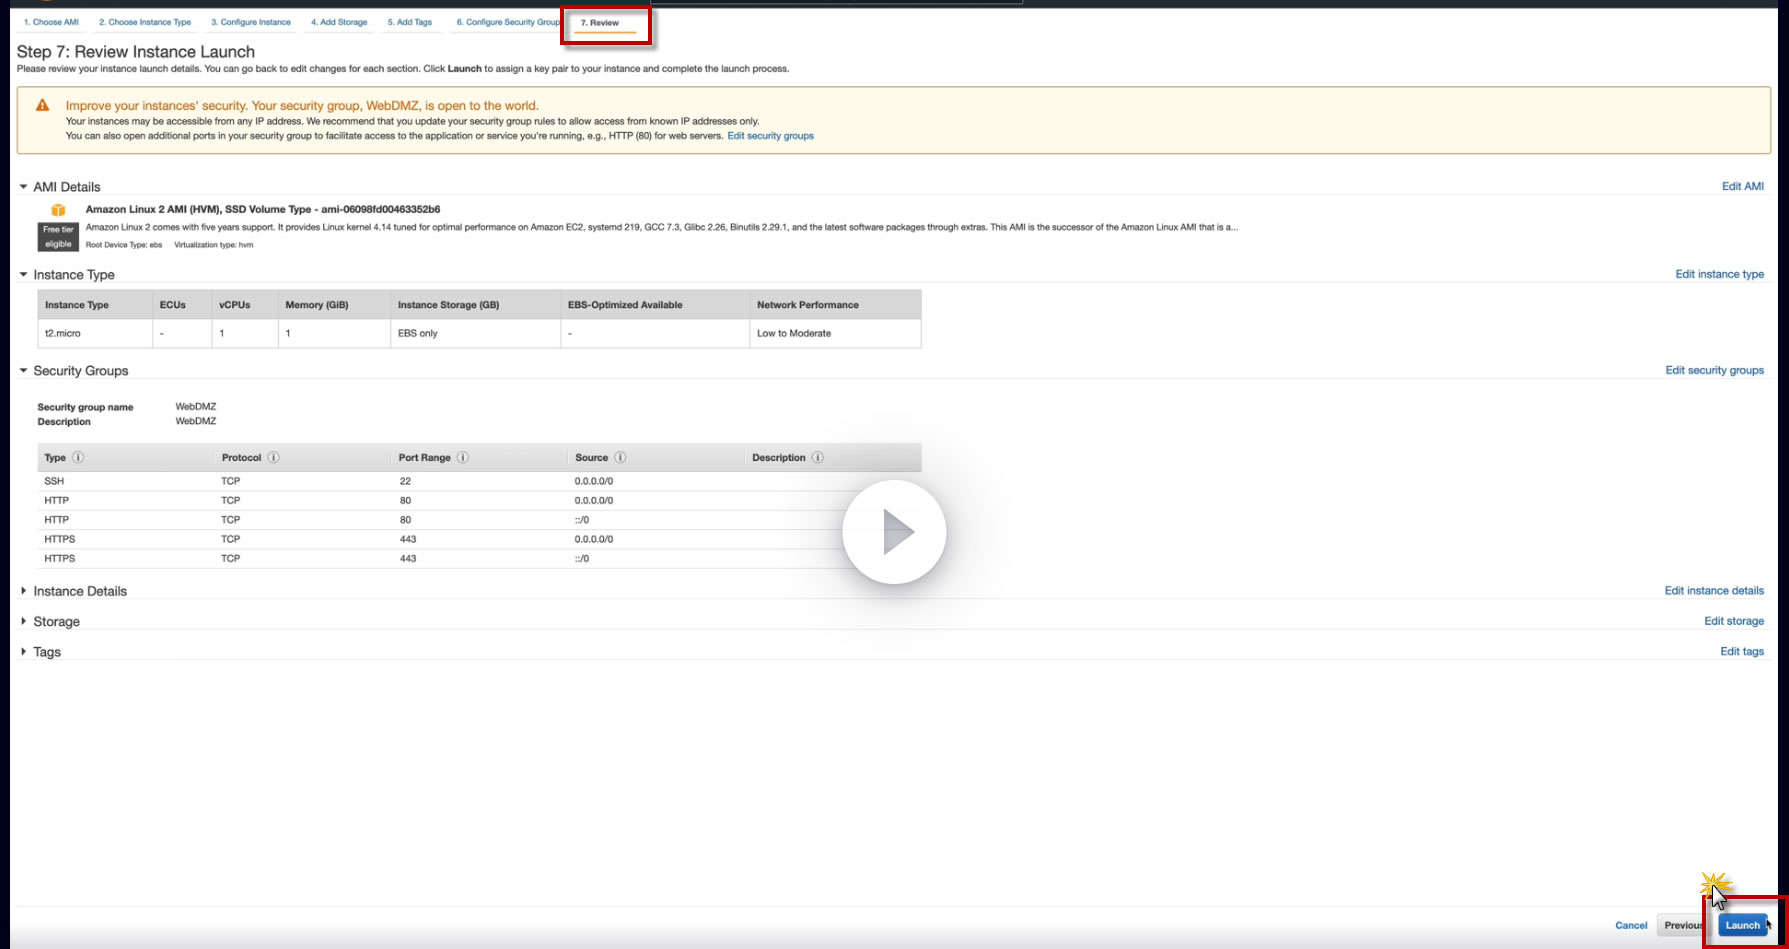 1. Choose AMI 2. Choose Instance Type 3. Configure Instance 4. Add Storage 5. Add Tags 6. Configure Security Group 7. Review
Step 7: Review Instance Launch
Please review your instance launch details. You can go back to edit changes for each section. Click Launch to assign a key pair to your instance and complete the launch process.
Improve your instances' security. Your security group, WebDMZ, is open to the world.
Your instances may be accessible from any IP address. We recommend that you update your security group rules to allow access from known IP addresses only.
You can also open additional ports in your security group to facilitate access to the application or service you're running, e.g., HTTP (80) for web servers. Edit security groups
AMI Details Edit AMI
Amazon Linux 2 AMI (HVM), SSD Volume Type - ami-06098fd00463352b6
Free tier
eligible
Amazon Linux 2 comes with five years support. It provides Linux kernel 4.14 tuned for optimal performance on Amazon EC2, systemd 219, GCC 7.3, Glibc 2.26, Binutils 2.29.1, and the latest software packages through extras. This AMI is the successor of the Amazon Linux AMI that is a...
Root Device Type: ebs Virtualization type: hvm
Instance Type Edit instance type
Instance Type ECUs vCPUs Memory (GiB) Instance Storage (GB) EBS-Optimized Available Network Performance
t2.micro - 1 1 EBS only - Low to Moderate
Security Groups Edit security groups
Security group name WebDMZ
Description WebDMZ
Type Protocol Port Range Source Description
SSH TCP 22 0.0.0.0/0
HTTP TCP 80 0.0.0.0/0
HTTP TCP 80 ::/0
HTTPS TCP 443 0.0.0.0/0
HTTPS TCP 443 ::/0
Instance Details Edit instance details
Storage Edit storage
Tags Edit tags
Cancel Previous Launch